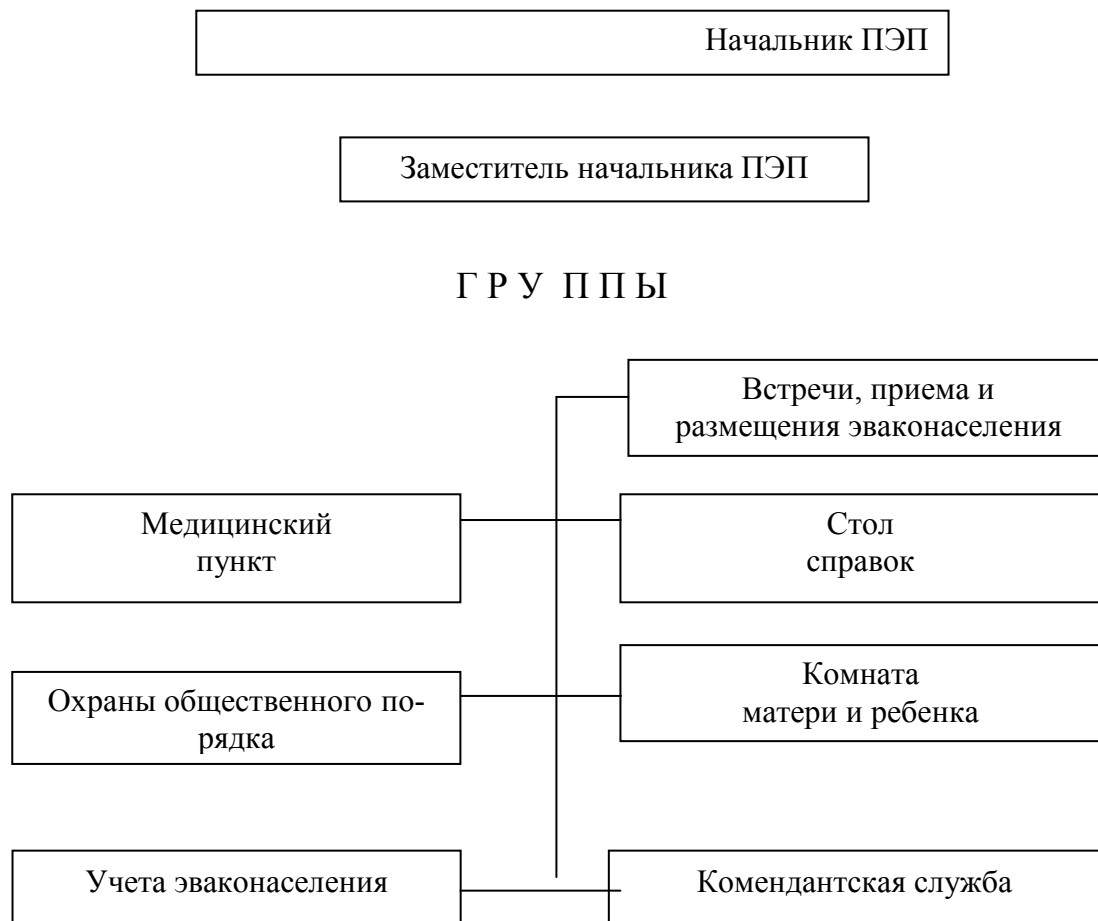 Начальник ПЭП
Заместитель начальника ПЭП
Г Р У П П Ы
Встречи, приема и
размещения эваконаселения
Медицинский
пункт
Стол
справок
Охраны общественного по-
рядка
Комната
матери и ребенка
Учета эваконаселения
Комендантская служба